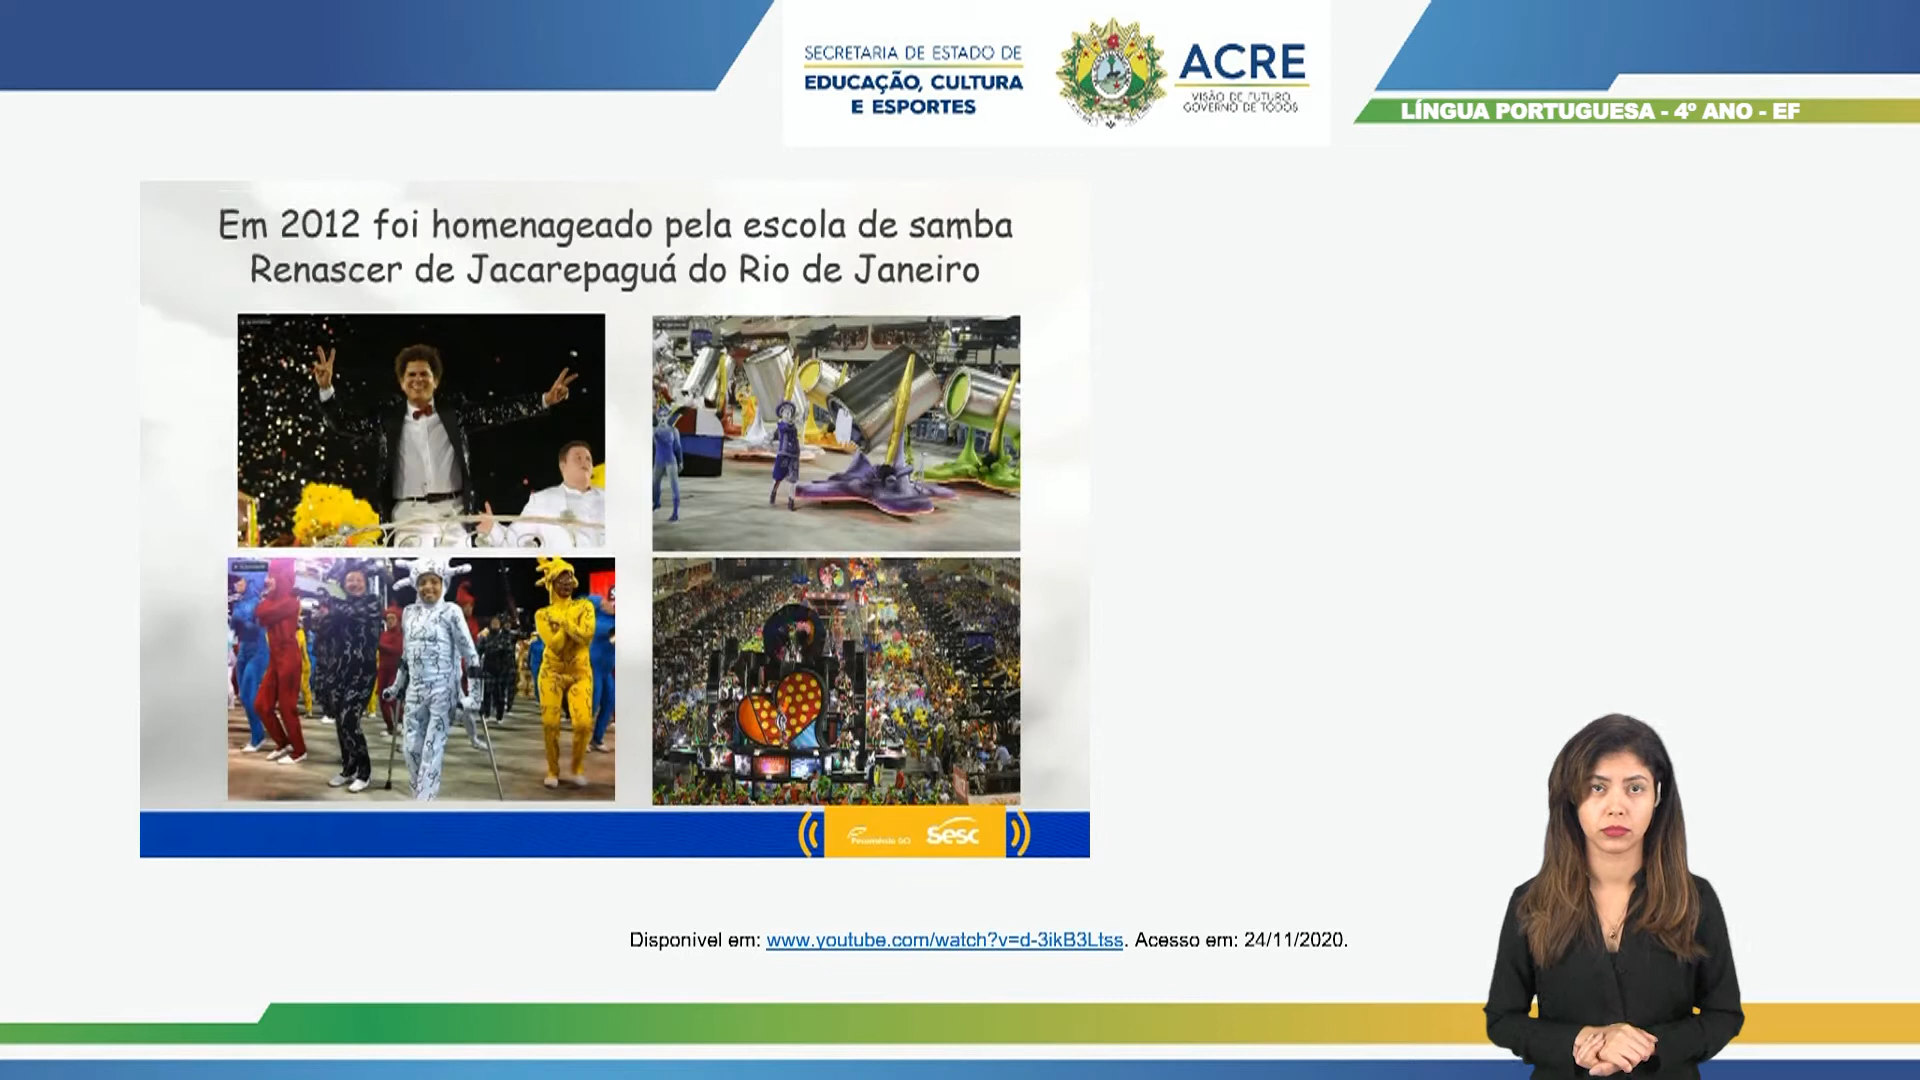 SECRETARIA DE ESTADO DE
EDUCAÇÃO, CULTURA
E ESPORTES
ACRE
VISÃO DE FUTURO,
GOVERNO DE TODOS
LÍNGUA PORTUGUESA - 4º ANO - EF
Em 2012 foi homenageado pela escola de samba
Renascer de Jacarepaguá do Rio de Janeiro
Sesc
Disponível em: www.youtube.com/watch?v=d-3ikB3Ltss. Acesso em: 24/11/2020.